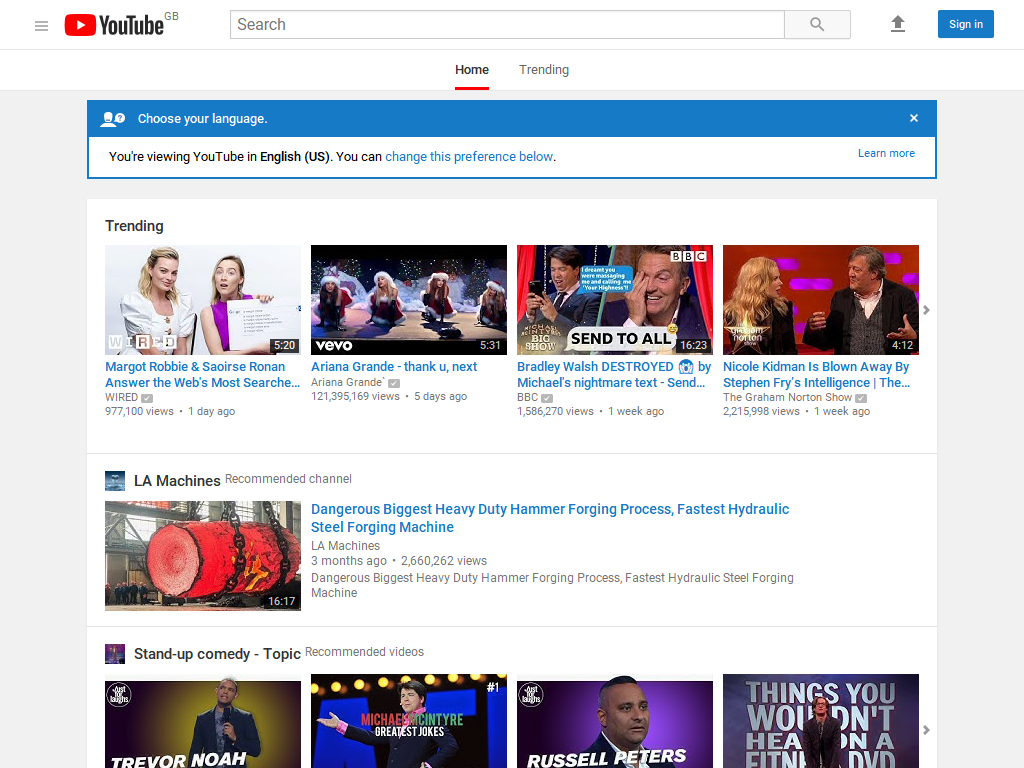 YouTube GB
Search
Sign in
Home
Trending
Choose your language.
×
You're viewing YouTube in English (US). You can change this preference below.
Learn more
Trending
WIRED
5:20
Margot Robbie & Saoirse Ronan
Answer the Web's Most Searche...
WIRED
977,100 views • 1 day ago
vevo
5:31
Ariana Grande - thank u, next
Ariana Grande
121,395,169 views • 5 days ago
BBC
I dreamt you
were massaging
me and calling me
'Your Highness'!!
MICHAEL
McINTYRE'S
BIG
SHOW
SEND TO ALL
16:23
Bradley Walsh DESTROYED 😱 by
Michael's nightmare text - Send...
BBC
1,586,270 views • 1 week ago
the
graham
norton
show
4:12
Nicole Kidman Is Blown Away By
Stephen Fry's Intelligence | The...
The Graham Norton Show
2,215,998 views • 1 week ago
LA Machines Recommended channel
16:17
Dangerous Biggest Heavy Duty Hammer Forging Process, Fastest Hydraulic
Steel Forging Machine
LA Machines
3 months ago • 2,660,262 views
Dangerous Biggest Heavy Duty Hammer Forging Process, Fastest Hydraulic Steel Forging
Machine
Stand-up comedy - Topic Recommended videos
Just
for
laughs
TREVOR NOAH
#1
MICHAEL McINTYRE
GREATEST JOKES
Just
for
laughs
RUSSELL PETERS
THINGS YOU
WOULDN'T
HEAR ON A
FITNESS DVD